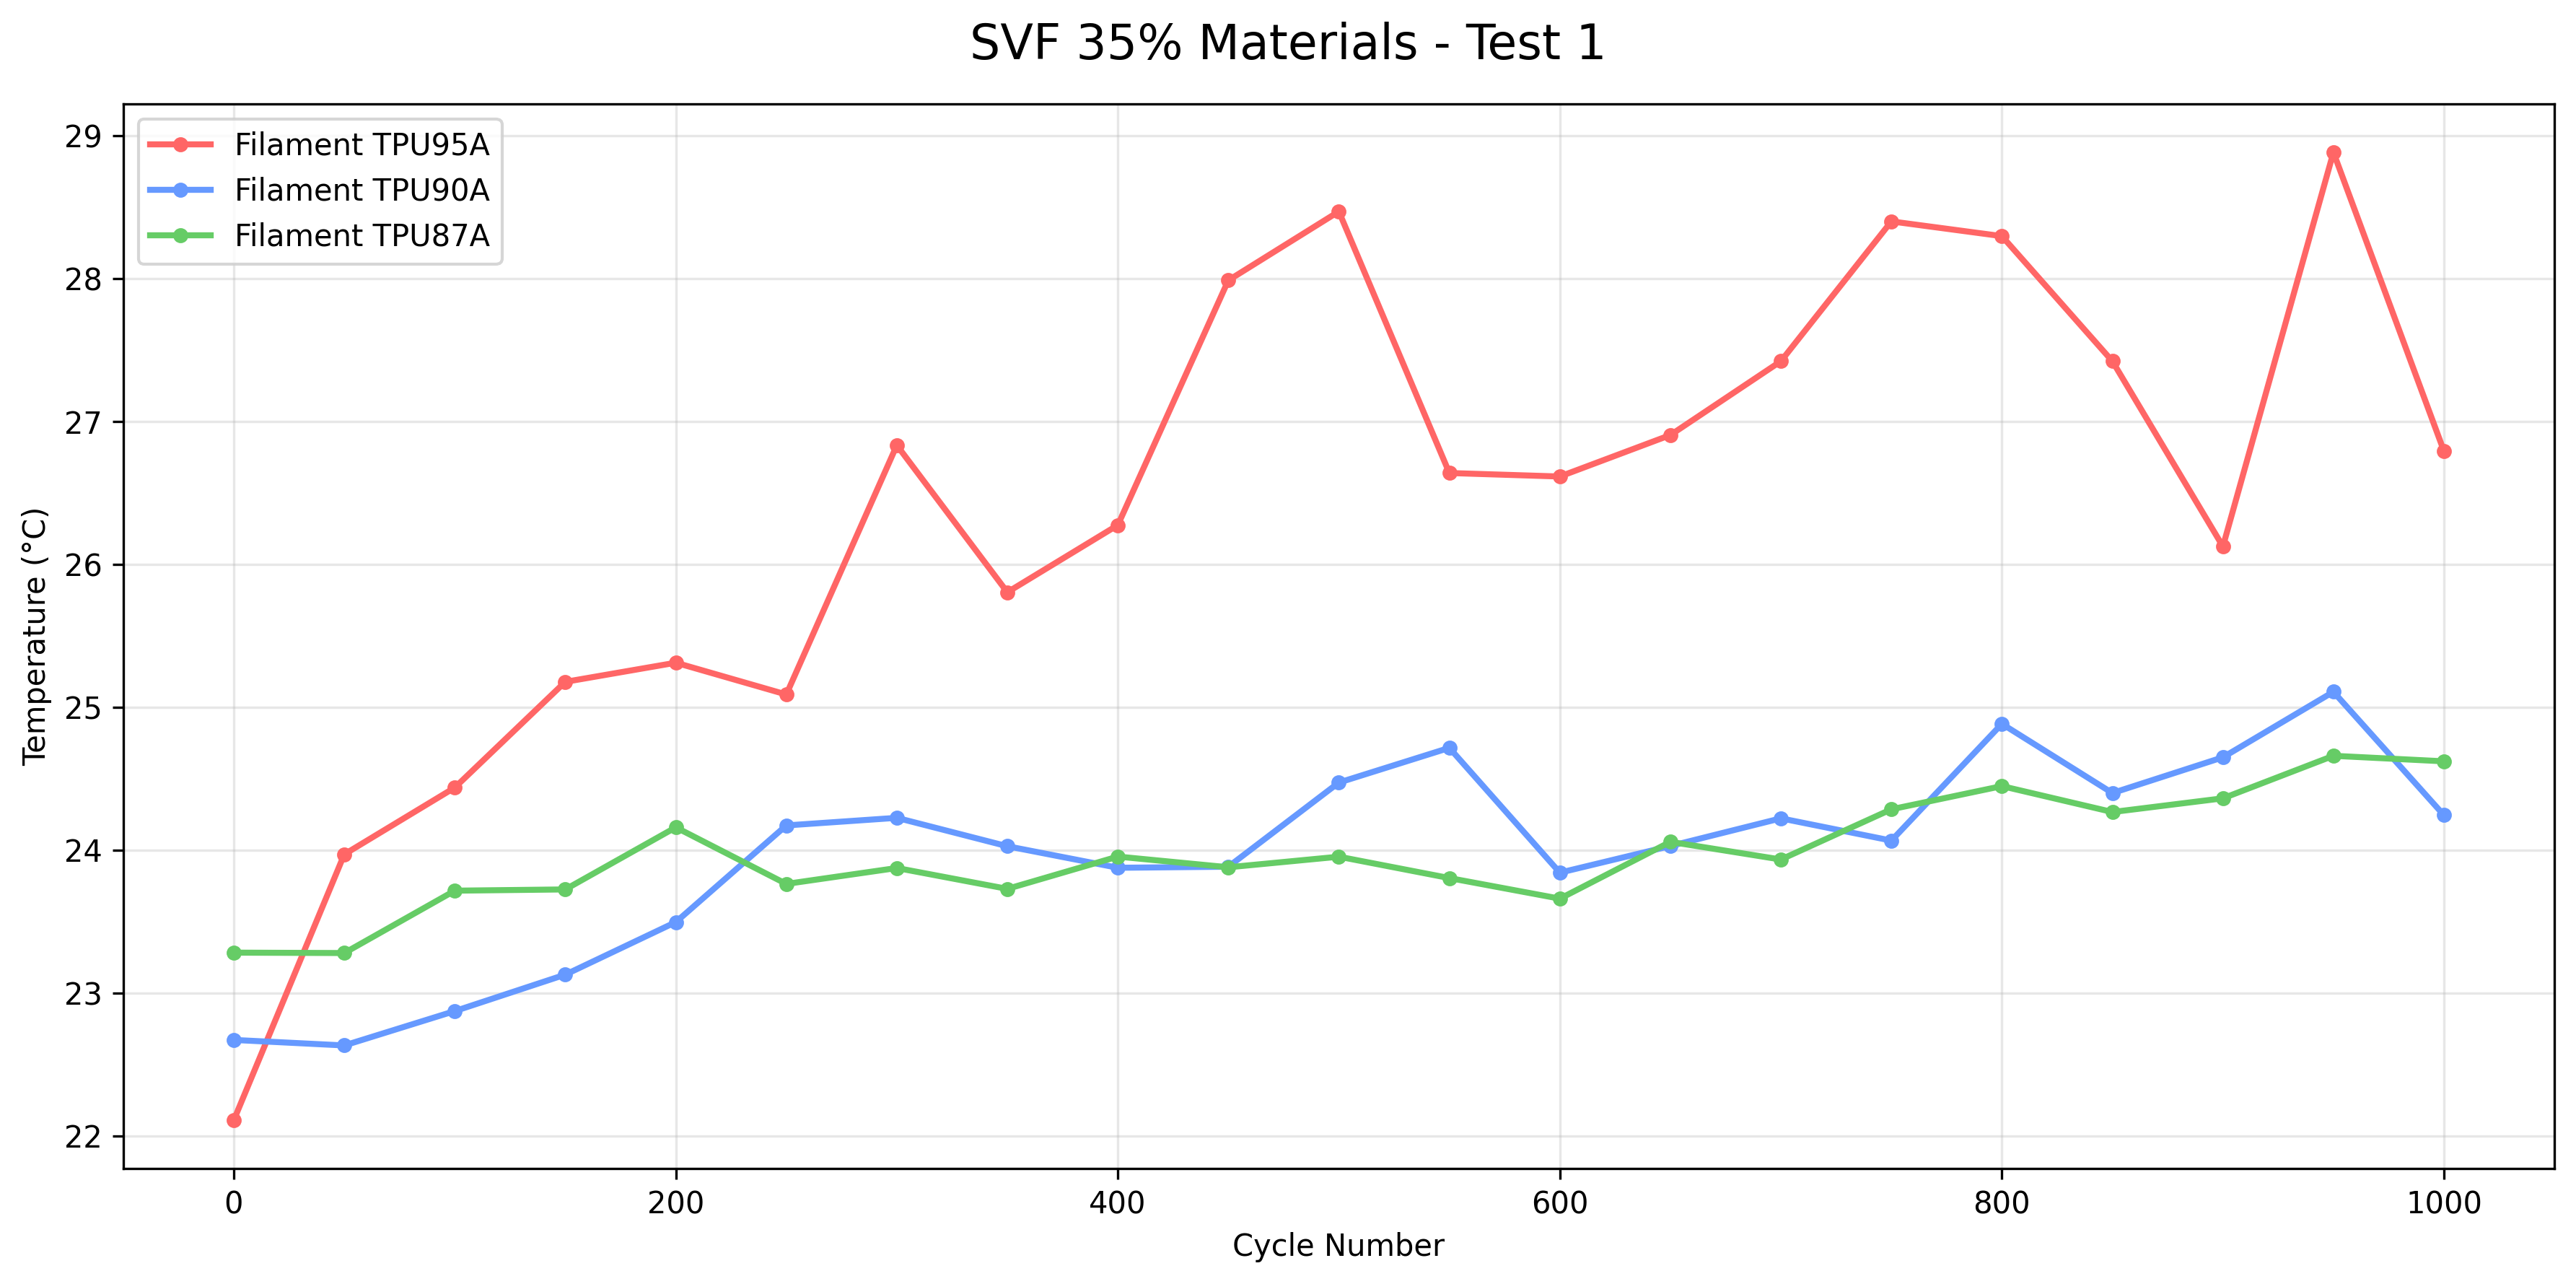 SVF 35% Materials - Test 1
Filament TPU95A
Filament TPU90A
Filament TPU87A
Temperature (°C)
29
28
27
26
25
24
23
22
0 200 400 600 800 1000
Cycle Number